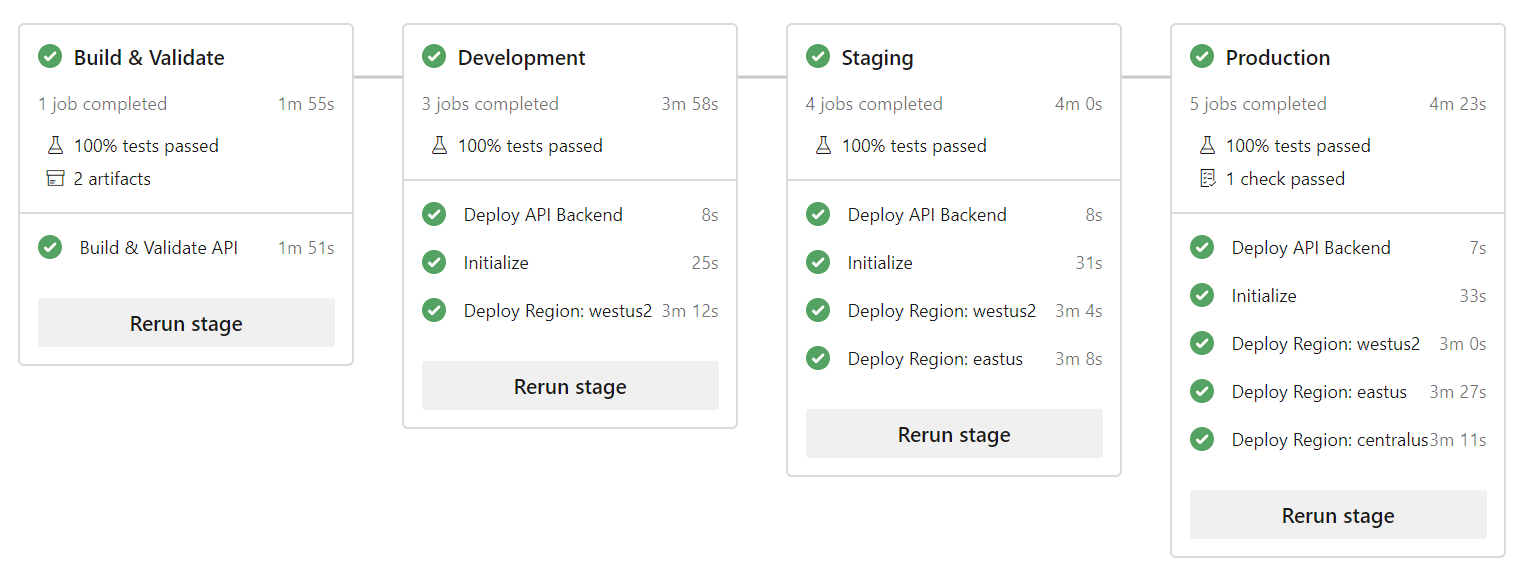 Build & Validate
1 job completed 1m 55s
100% tests passed
2 artifacts
Build & Validate API 1m 51s
Rerun stage
Development
3 jobs completed 3m 58s
100% tests passed
Deploy API Backend 8s
Initialize 25s
Deploy Region: westus2 3m 12s
Rerun stage
Staging
4 jobs completed 4m 0s
100% tests passed
Deploy API Backend 8s
Initialize 31s
Deploy Region: westus2 3m 4s
Deploy Region: eastus 3m 8s
Rerun stage
Production
5 jobs completed 4m 23s
100% tests passed
1 check passed
Deploy API Backend 7s
Initialize 33s
Deploy Region: westus2 3m 0s
Deploy Region: eastus 3m 27s
Deploy Region: centralus 3m 11s
Rerun stage